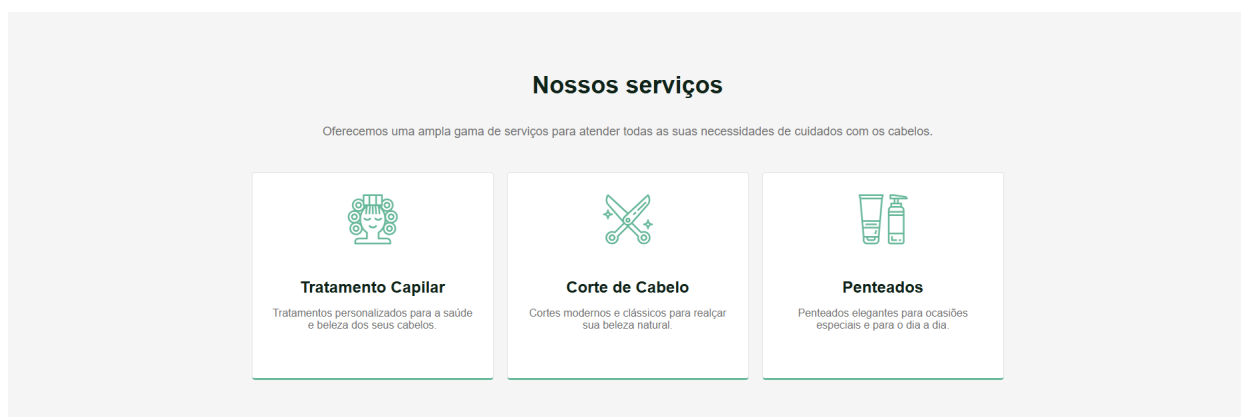 Nossos serviços
Oferecemos uma ampla gama de serviços para atender todas as suas necessidades de cuidados com os cabelos.
Tratamento Capilar
Tratamentos personalizados para a saúde
e beleza dos seus cabelos.
Corte de Cabelo
Cortes modernos e clássicos para realçar
sua beleza natural.
Penteados
Penteados elegantes para ocasiões
especiais e para o dia a dia.